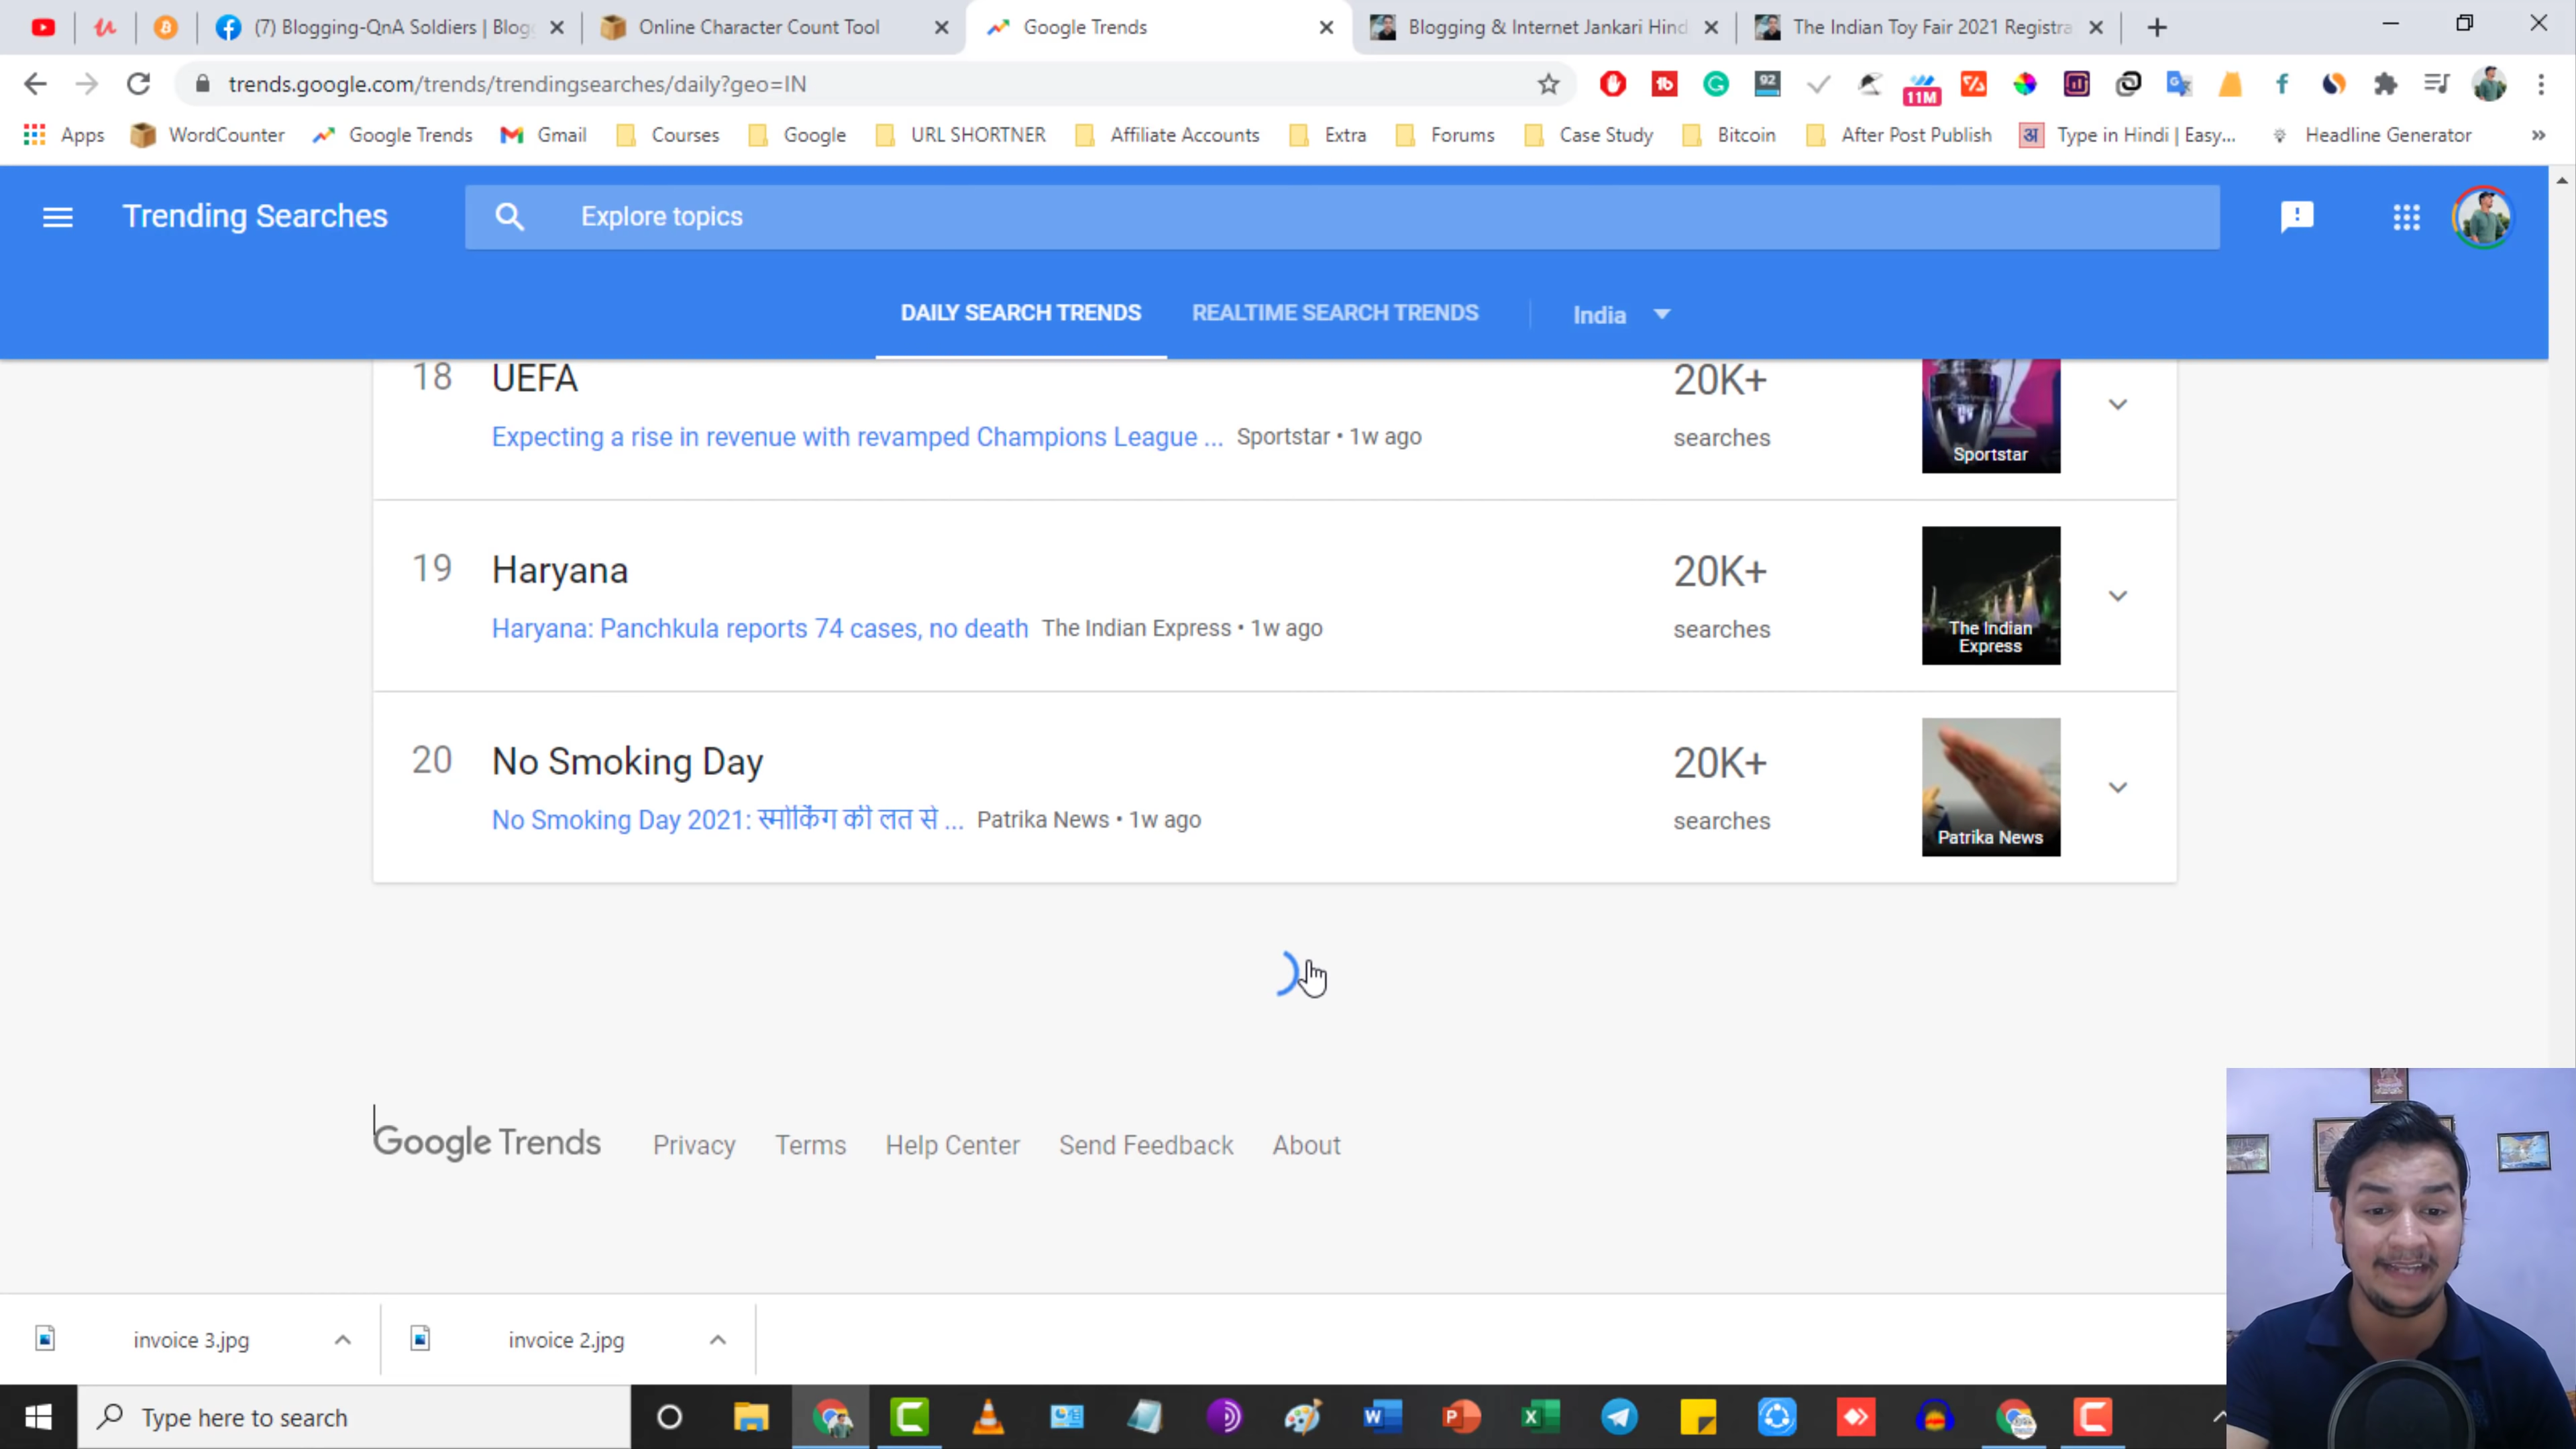 (7) Blogging-QnA Soldiers | Blog
Online Character Count Tool
Google Trends
Blogging & Internet Jankari Hind
The Indian Toy Fair 2021 Registra
trends.google.com/trends/trendingsearches/daily?geo=IN
92
11M
Apps
WordCounter
Google Trends
Gmail
Courses
Google
URL SHORTNER
Affiliate Accounts
Extra
Forums
Case Study
Bitcoin
After Post Publish
Type in Hindi | Easy...
Headline Generator
Trending Searches
Explore topics
DAILY SEARCH TRENDS
REALTIME SEARCH TRENDS
India
18 UEFA 20K+
Expecting a rise in revenue with revamped Champions League ... Sportstar • 1w ago searches
Sportstar
19 Haryana 20K+
Haryana: Panchkula reports 74 cases, no death The Indian Express • 1w ago searches
The Indian
Express
20 No Smoking Day 20K+
No Smoking Day 2021: स्मोकिंग की लत से ... Patrika News • 1w ago searches
Patrika News
Google Trends Privacy Terms Help Center Send Feedback About
invoice 3.jpg
invoice 2.jpg
Type here to search